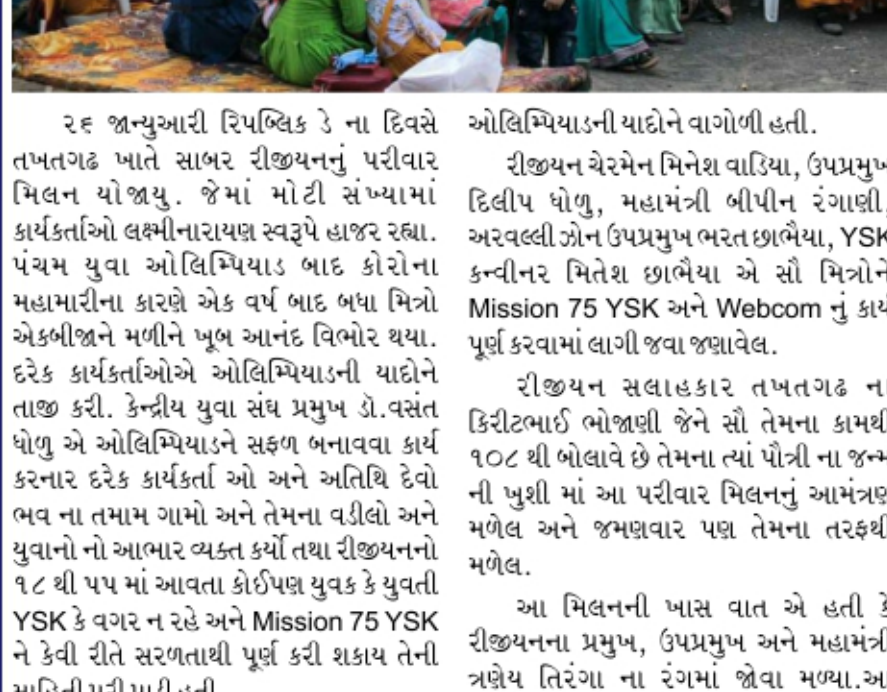 ૨૬ જાન્યુઆરી રિપબ્લિક ડે ના દિવસે
તખતગઢ ખાતે સાબર રીજીયનનું પરીવાર
મિલન યોજાયુ. જેમાં મોટી સંખ્યામાં
કાર્યકર્તાઓ લક્ષ્મીનારાયણ સ્વરૂપે હાજર રહ્યા.
પંચમ યુવા ઓલિમ્પિયાડ બાદ કોરોના
મહામારીના કારણે એક વર્ષ બાદ બધા મિત્રો
એકબીજાને મળીને ખૂબ આનંદ વિભોર થયા.
દરેક કાર્યકર્તાઓએ ઓલિમ્પિયાડની યાદોને
તાજી કરી. કેન્દ્રીય યુવા સંઘ પ્રમુખ ડૉ.વસંત
ધોળુ એ ઓલિમ્પિયાડને સફળ બનાવવા કાર્ય
કરનાર દરેક કાર્યકર્તા ઓ અને અતિથિ દેવો
ભવ ના તમામ ગામો અને તેમના વડીલો અને
યુવાનો નો આભાર વ્યક્ત કર્યો તથા રીજીયનનો
૧૮ થી ૫૫ માં આવતા કોઈપણ યુવક કે યુવતી
YSK કે વગર ન રહે અને Mission 75 YSK
ને કેવી રીતે સરળતાથી પૂર્ણ કરી શકાય તેની
ઓલિમ્પિયાડની યાદોને વાગોળી હતી.
રીજીયન ચેરમેન મિનેશ વાડિયા, ઉપપ્રમુખ
દિલીપ ધોળુ, મહામંત્રી બીપીન રંગાણી,
અરવલ્લી ઝોન ઉપપ્રમુખ ભરત છાભૈયા, YSK
કન્વીનર મિતેશ છાભૈયા એ સૌ મિત્રોને
Mission 75 YSK અને Webcom નું કાર્ય
પૂર્ણ કરવામાં લાગી જવા જણાવેલ.
રીજીયન સલાહકાર તખતગઢ ના
કિરીટભાઈ ભોજાણી જેને સૌ તેમના કામથી
૧૦૮ થી બોલાવે છે તેમના ત્યાં પૌત્રી ના જન્મ
ની ખુશી માં આ પરીવાર મિલનનું આમંત્રણ
મળેલ અને જમણવાર પણ તેમના તરફથી
મળેલ.
આ મિલનની ખાસ વાત એ હતી કે
રીજીયનના પ્રમુખ, ઉપપ્રમુખ અને મહામંત્રી
ત્રણેય તિરંગા ના રંગમાં જોવા મળ્યા.આ